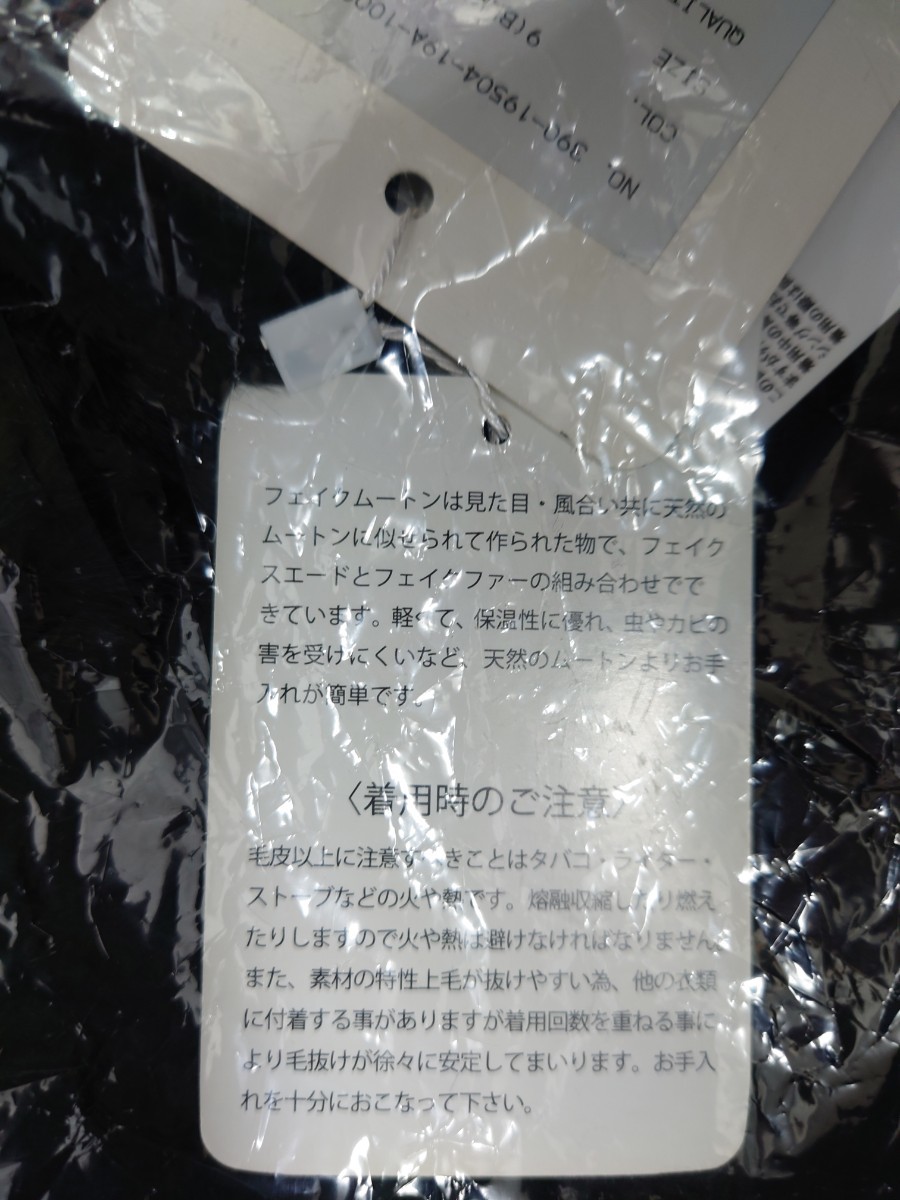 NO. 390-19504-19A-100
COL. 9(B
SIZE
QUALIT
フェイクムートンは見た目・風合い共に天然の
ムートンに似せられて作られた物で、フェイク
スエードとフェイクファーの組み合わせでで
きています。軽くて、保温性に優れ、虫やカビの
害を受けにくいなど、天然のムートンよりお手
入れが簡単です。
〈着用時のご注意〉
毛皮以上に注意すべきことはタバコ・ライター・
ストーブなどの火や熱です。熔融収縮したり燃え
たりしますので火や熱は避けなければなりません。
また、素材の特性上毛が抜けやすい為、他の衣類
に付着する事がありますが着用回数を重ねる事に
より毛抜けが徐々に安定してまいります。お手入
れを十分におこなって下さい。